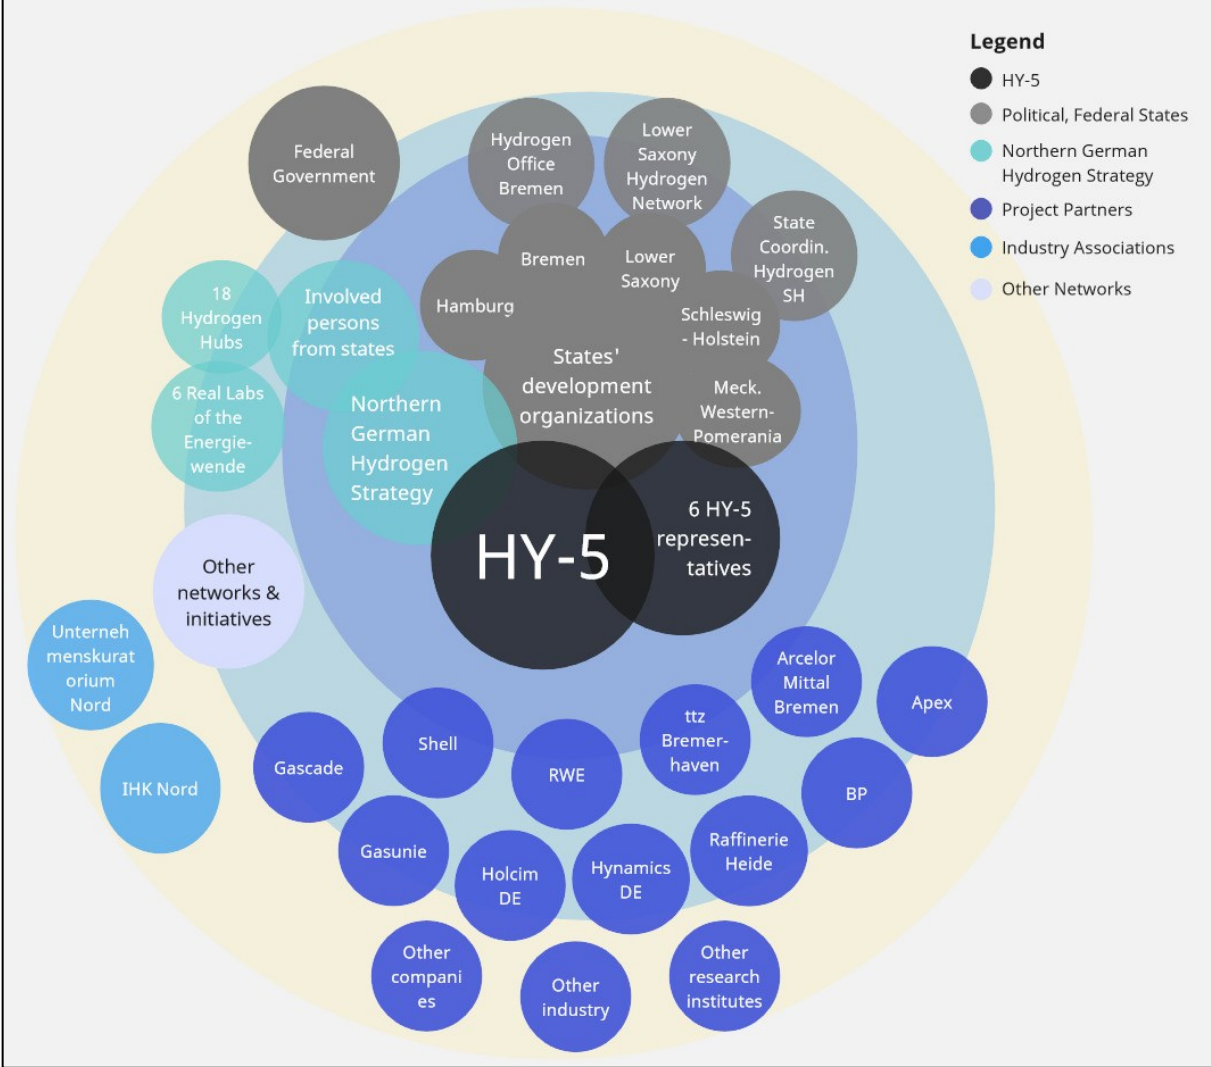 Legend
HY-5
Political, Federal States
Northern German
Hydrogen Strategy
Project Partners
Industry Associations
Other Networks
Federal
Government
Hydrogen
Office
Bremen
Lower
Saxony
Hydrogen
Network
State
Coordin.
Hydrogen
SH
Bremen
Lower
Saxony
Hamburg
Schleswig
- Holstein
States'
development
organizations
Meck.
Western-
Pomerania
18
Hydrogen
Hubs
Involved
persons
from states
6 Real Labs
of the
Energie-
wende
Northern
German
Hydrogen
Strategy
HY-5
6 HY-5
represen-
tatives
Other
networks &
initiatives
Unterneh
menskurat
orium
Nord
IHK Nord
Gascade
Shell
RWE
ttz
Bremer-
haven
Arcelor
Mittal
Bremen
Apex
Gasunie
Holcim
DE
Hynamics
DE
Raffinerie
Heide
BP
Other
compani
es
Other
industry
Other
research
institutes